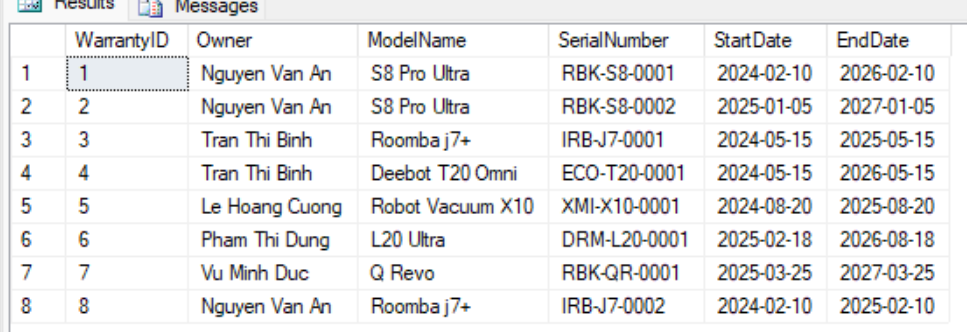 Results Messages
WarrantyID Owner ModelName SerialNumber StartDate EndDate
1 1 Nguyen Van An S8 Pro Ultra RBK-S8-0001 2024-02-10 2026-02-10
2 2 Nguyen Van An S8 Pro Ultra RBK-S8-0002 2025-01-05 2027-01-05
3 3 Tran Thi Binh Roomba j7+ IRB-J7-0001 2024-05-15 2025-05-15
4 4 Tran Thi Binh Deebot T20 Omni ECO-T20-0001 2024-05-15 2026-05-15
5 5 Le Hoang Cuong Robot Vacuum X10 XMI-X10-0001 2024-08-20 2025-08-20
6 6 Pham Thi Dung L20 Ultra DRM-L20-0001 2025-02-18 2026-08-18
7 7 Vu Minh Duc Q Revo RBK-QR-0001 2025-03-25 2027-03-25
8 8 Nguyen Van An Roomba j7+ IRB-J7-0002 2024-02-10 2025-02-10